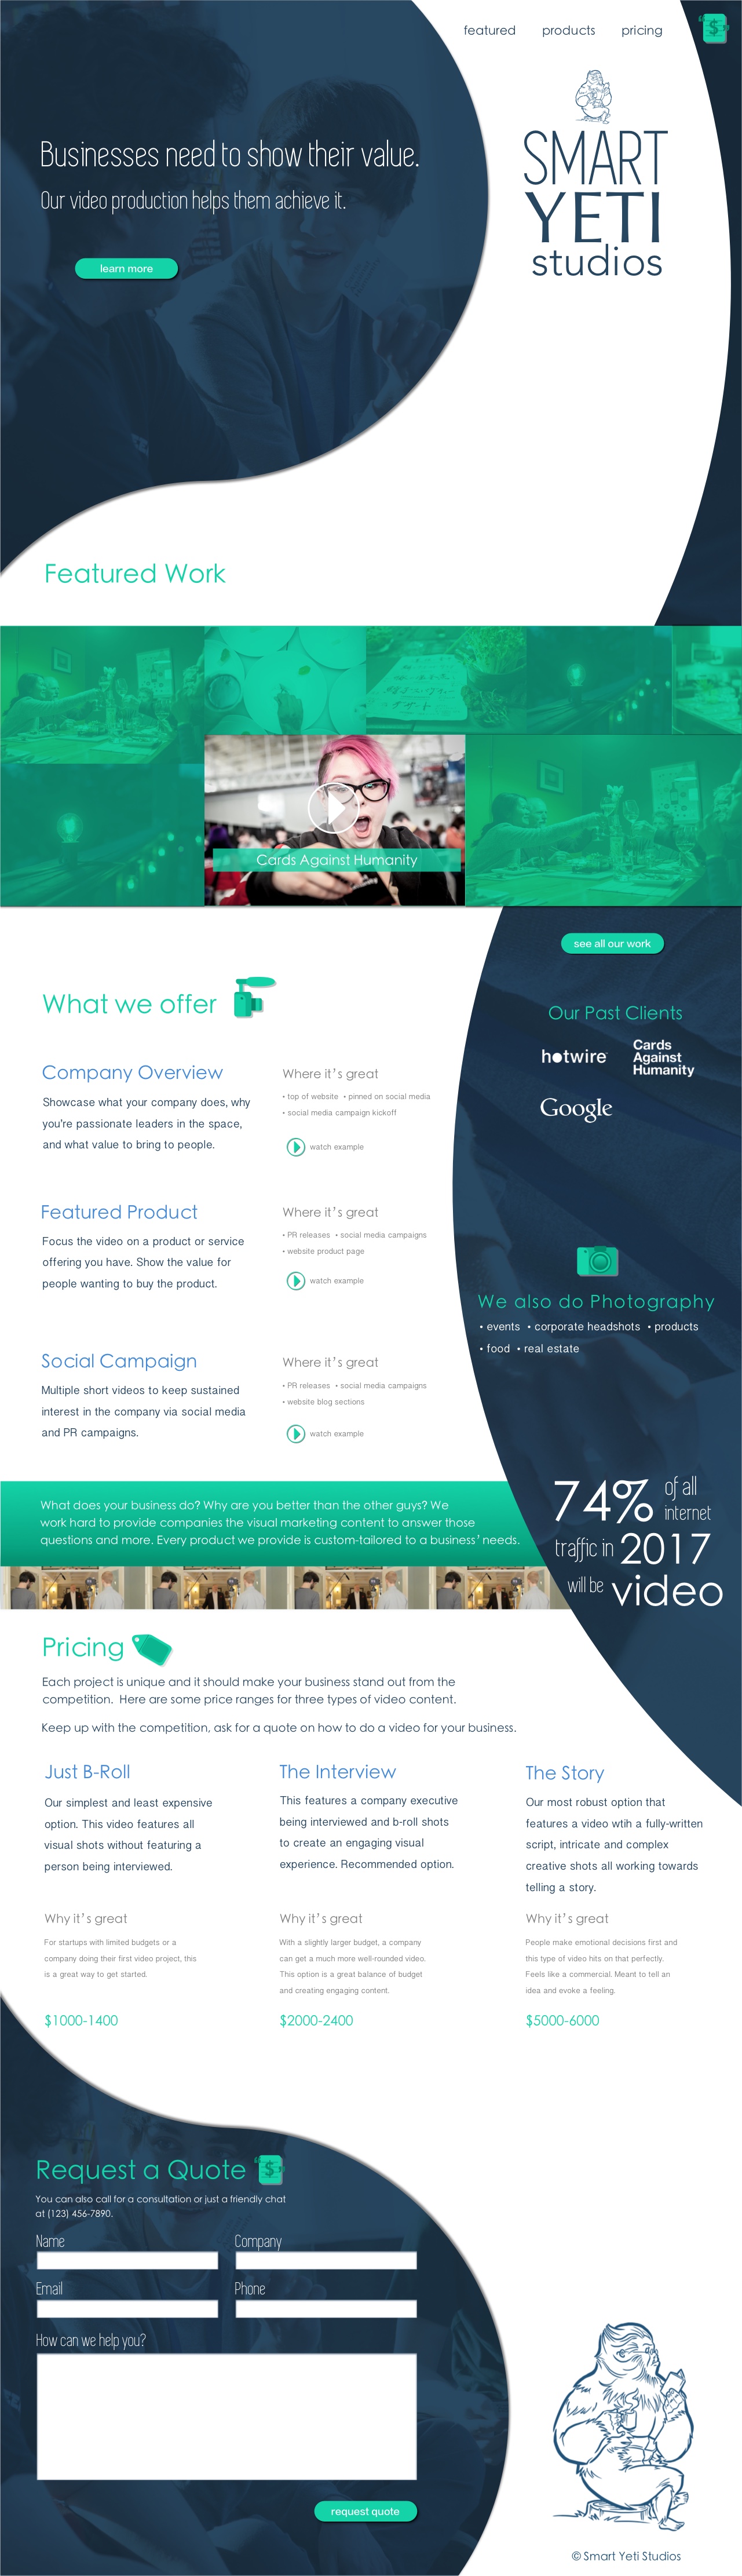 featured products pricing
$
SMART
YETI
studios
Businesses need to show their value.
Our video production helps them achieve it.
learn more
Featured Work
Cards Against Humanity
see all our work
What we offer
Company Overview
Showcase what your company does, why
you're passionate leaders in the space,
and what value to bring to people.
Where it's great
• top of website • pinned on social media
• social media campaign kickoff
watch example
Featured Product
Focus the video on a product or service
offering you have. Show the value for
people wanting to buy the product.
Where it's great
• PR releases • social media campaigns
• website product page
watch example
Social Campaign
Multiple short videos to keep sustained
interest in the company via social media
and PR campaigns.
Where it's great
• PR releases • social media campaigns
• website blog sections
watch example
Our Past Clients
hotwire
Cards
Against
Humanity
Google
We also do Photography
• events • corporate headshots • products
• food • real estate
What does your business do? Why are you better than the other guys? We
work hard to provide companies the visual marketing content to answer those
questions and more. Every product we provide is custom-tailored to a business' needs.
74% of all
internet
traffic in 2017
will be video
Pricing
Each project is unique and it should make your business stand out from the
competition. Here are some price ranges for three types of video content.
Keep up with the competition, ask for a quote on how to do a video for your business.
Just B-Roll
Our simplest and least expensive
option. This video features all
visual shots without featuring a
person being interviewed.
Why it's great
For startups with limited budgets or a
company doing their first video project, this
is a great way to get started.
$1000-1400
The Interview
This features a company executive
being interviewed and b-roll shots
to create an engaging visual
experience. Recommended option.
Why it's great
With a slightly larger budget, a company
can get a much more well-rounded video.
This option is a great balance of budget
and creating engaging content.
$2000-2400
The Story
Our most robust option that
features a video wtih a fully-written
script, intricate and complex
creative shots all working towards
telling a story.
Why it's great
People make emotional decisions first and
this type of video hits on that perfectly.
Feels like a commercial. Meant to tell an
idea and evoke a feeling.
$5000-6000
Request a Quote
$
You can also call for a consultation or just a friendly chat
at (123) 456-7890.
Name
Company
Email
Phone
How can we help you?
request quote
© Smart Yeti Studios